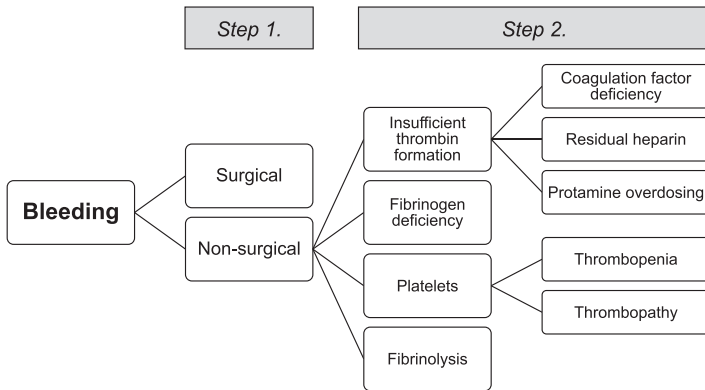 Step 1.
Step 2.
Bleeding
Surgical
Non-surgical
Insufficient
thrombin
formation
Fibrinogen
deficiency
Platelets
Fibrinolysis
Coagulation factor
deficiency
Residual heparin
Protamine overdosing
Thrombopenia
Thrombopathy